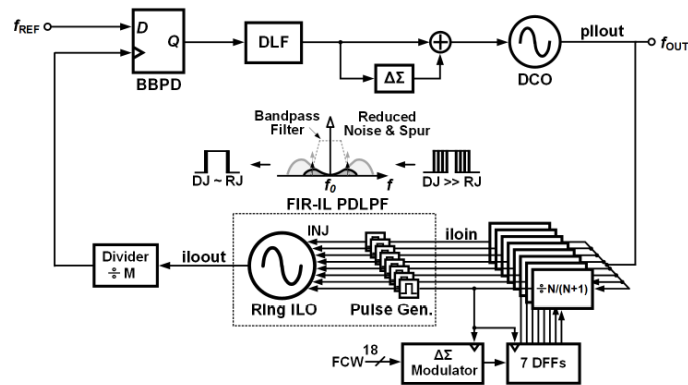 fREF
D
Q
BBPD
DLF
ΔΣ
DCO
pllout
fOUT
Bandpass
Filter
Reduced
Noise & Spur
DJ ~ RJ
f0
f
DJ >> RJ
FIR-IL PDLPF
INJ
iloin
Divider
÷ M
iloout
Ring ILO
Pulse Gen.
÷N/(N+1)
FCW
18
ΔΣ
Modulator
7 DFFs